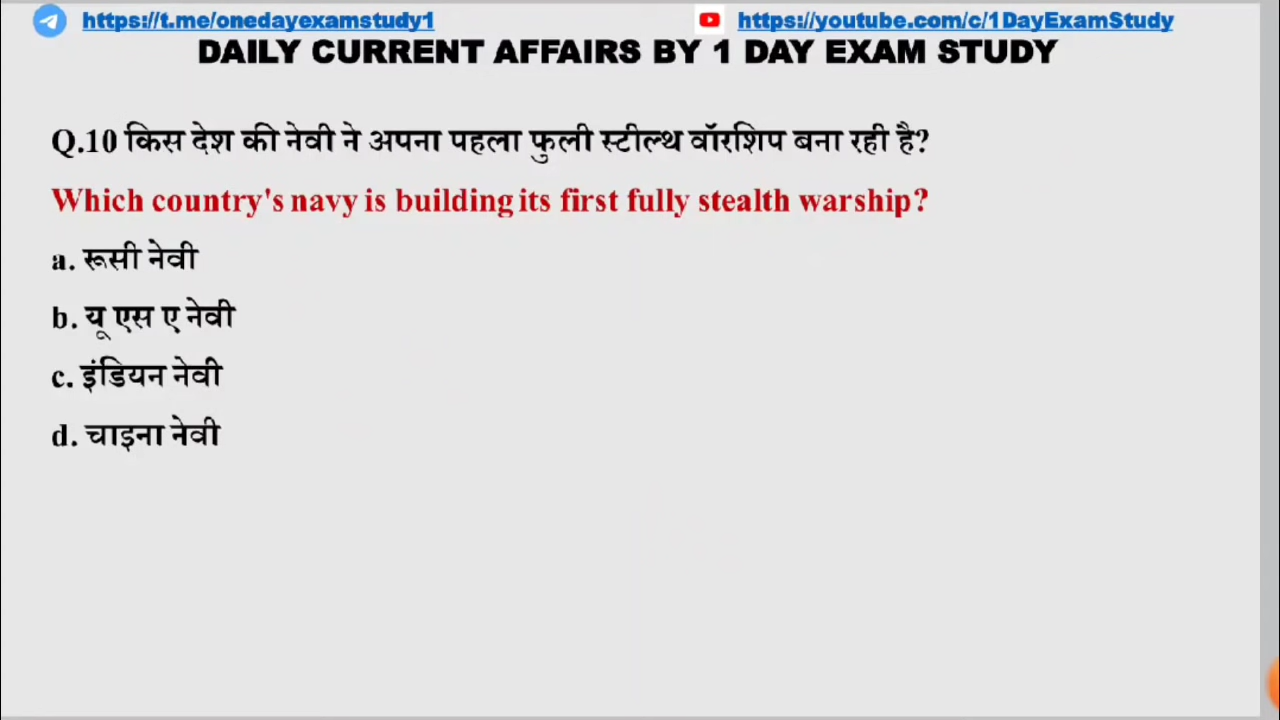 https://t.me/onedayexamstudy1 https://youtube.com/c/1DayExamStudy
DAILY CURRENT AFFAIRS BY 1 DAY EXAM STUDY
Q.10 किस देश की नेवी ने अपना पहला फुली स्टील्थ वॉरशिप बना रही है?
Which country's navy is building its first fully stealth warship?
a. रूसी नेवी
b. यू एस ए नेवी
c. इंडियन नेवी
d. चाइना नेवी